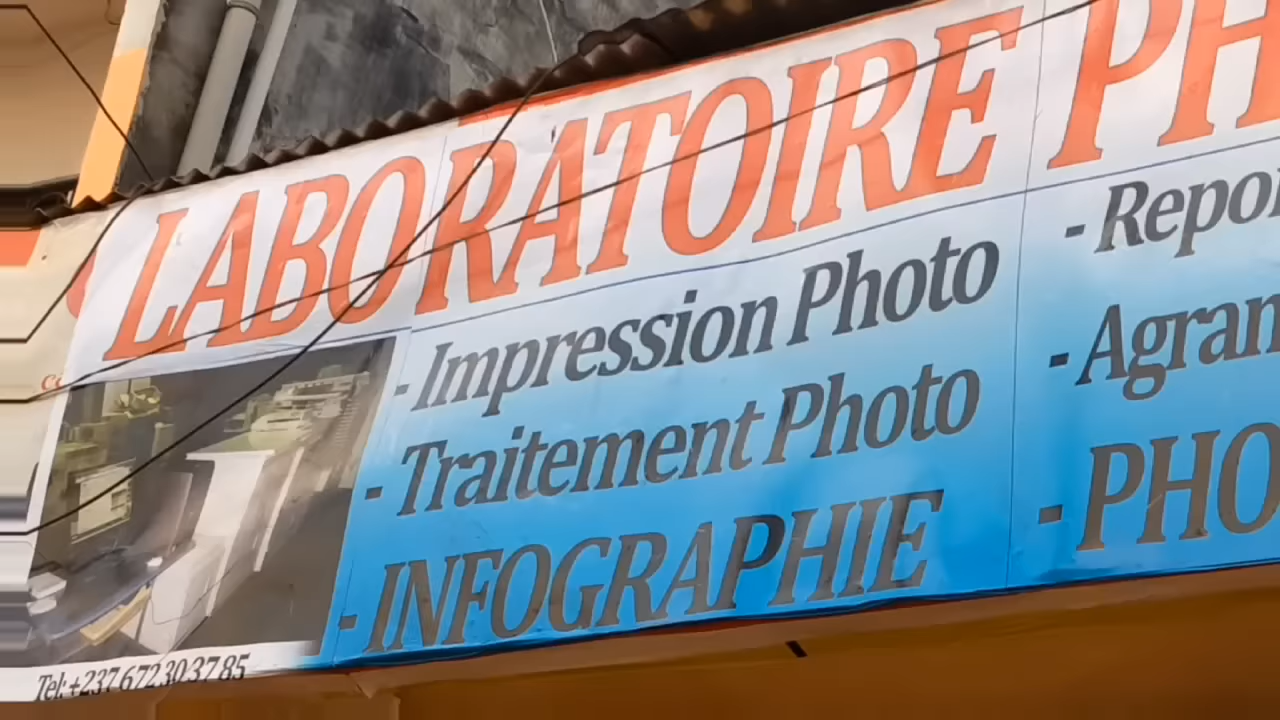 LABORATOIRE PH
- Impression Photo
- Traitement Photo
- INFOGRAPHIE
- Repor
- Agran
- PHO
Tel: +237 672 30 37 85